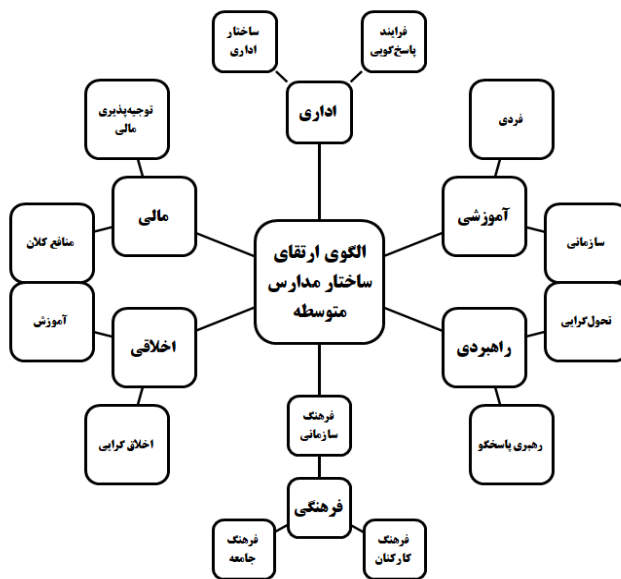 فرایند
پاسخ‌گویی
ساختار
اداری
اداری
فردی
توجیه‌پذیری
مالی
آموزشی
مالی
سازمانی
منافع کلان
الگوی ارتقای
ساختار مدارس
متوسطه
تحول‌گرایی
آموزش
راهبردی
اخلاقی
فرهنگ
سازمانی
رهبری پاسخگو
اخلاق گرایی
فرهنگی
فرهنگ
کارکنان
فرهنگ
جامعه